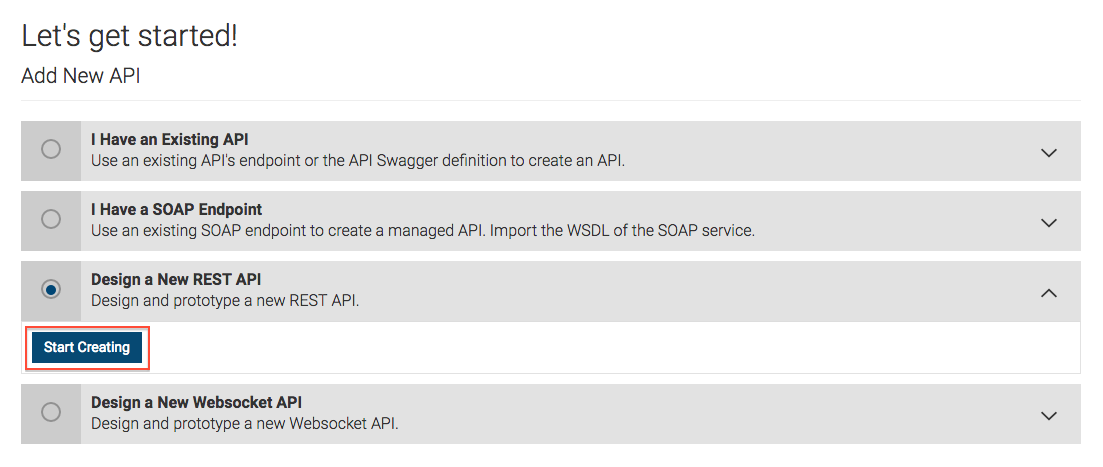 Let's get started!
Add New API
I Have an Existing API
Use an existing API's endpoint or the API Swagger definition to create an API.
I Have a SOAP Endpoint
Use an existing SOAP endpoint to create a managed API. Import the WSDL of the SOAP service.
Design a New REST API
Design and prototype a new REST API.
Start Creating
Design a New Websocket API
Design and prototype a new Websocket API.